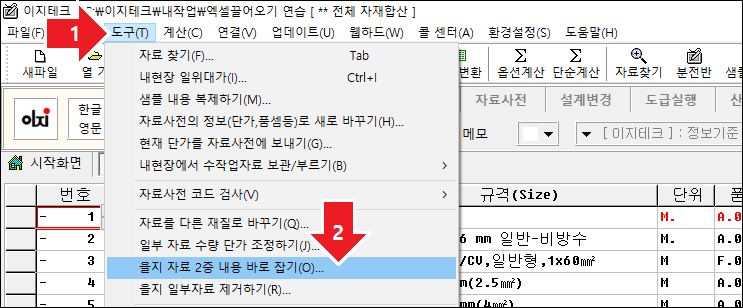 이지테크 - C:\이지테크\내작업\엑셀끌어오기 연습 [ ** 전체 자재합산 ]
파일(F) 도구(T) 계산(C) 연결(V) 업데이트(U) 웹하드(W) 콜 센터(A) 환경설정(S) 도움말(H)
1
새파일 열 기 변환 옵션계산 단순계산 자료찾기 분전반 샘플
자료 찾기(F)... Tab
내현장 일위대가(I)... Ctrl+I
샘플 내용 복제하기(M)...
자료사전의 정보(단가,품셈등)로 새로 바꾸기(H)...
현재 단가를 자료사전에 보내기(G)...
내현장에서 수작업자료 보관/부르기(B)
자료사전 코드 검사(V)
자료를 다른 재질로 바꾸기(Q)...
일부 자료 수량 단가 조정하기(J)...
2
을지 자료 2중 내용 바로 잡기(O)...
을지 일부자료 제거하기(R)...
이지
한글
영문
자료사전 설계변경 도급실행 산
메모 [ 이지테크 ] : 정보기준
시작화면
번호 규격(Size) 단위 품
1 M. A.0
2 6 mm 일반-비방수 M. A.0
3 /CV,일반형,1x60㎟ M. F.0
4 m(2.5㎟) M. A.0
5 mm(4㎟) M. A.0